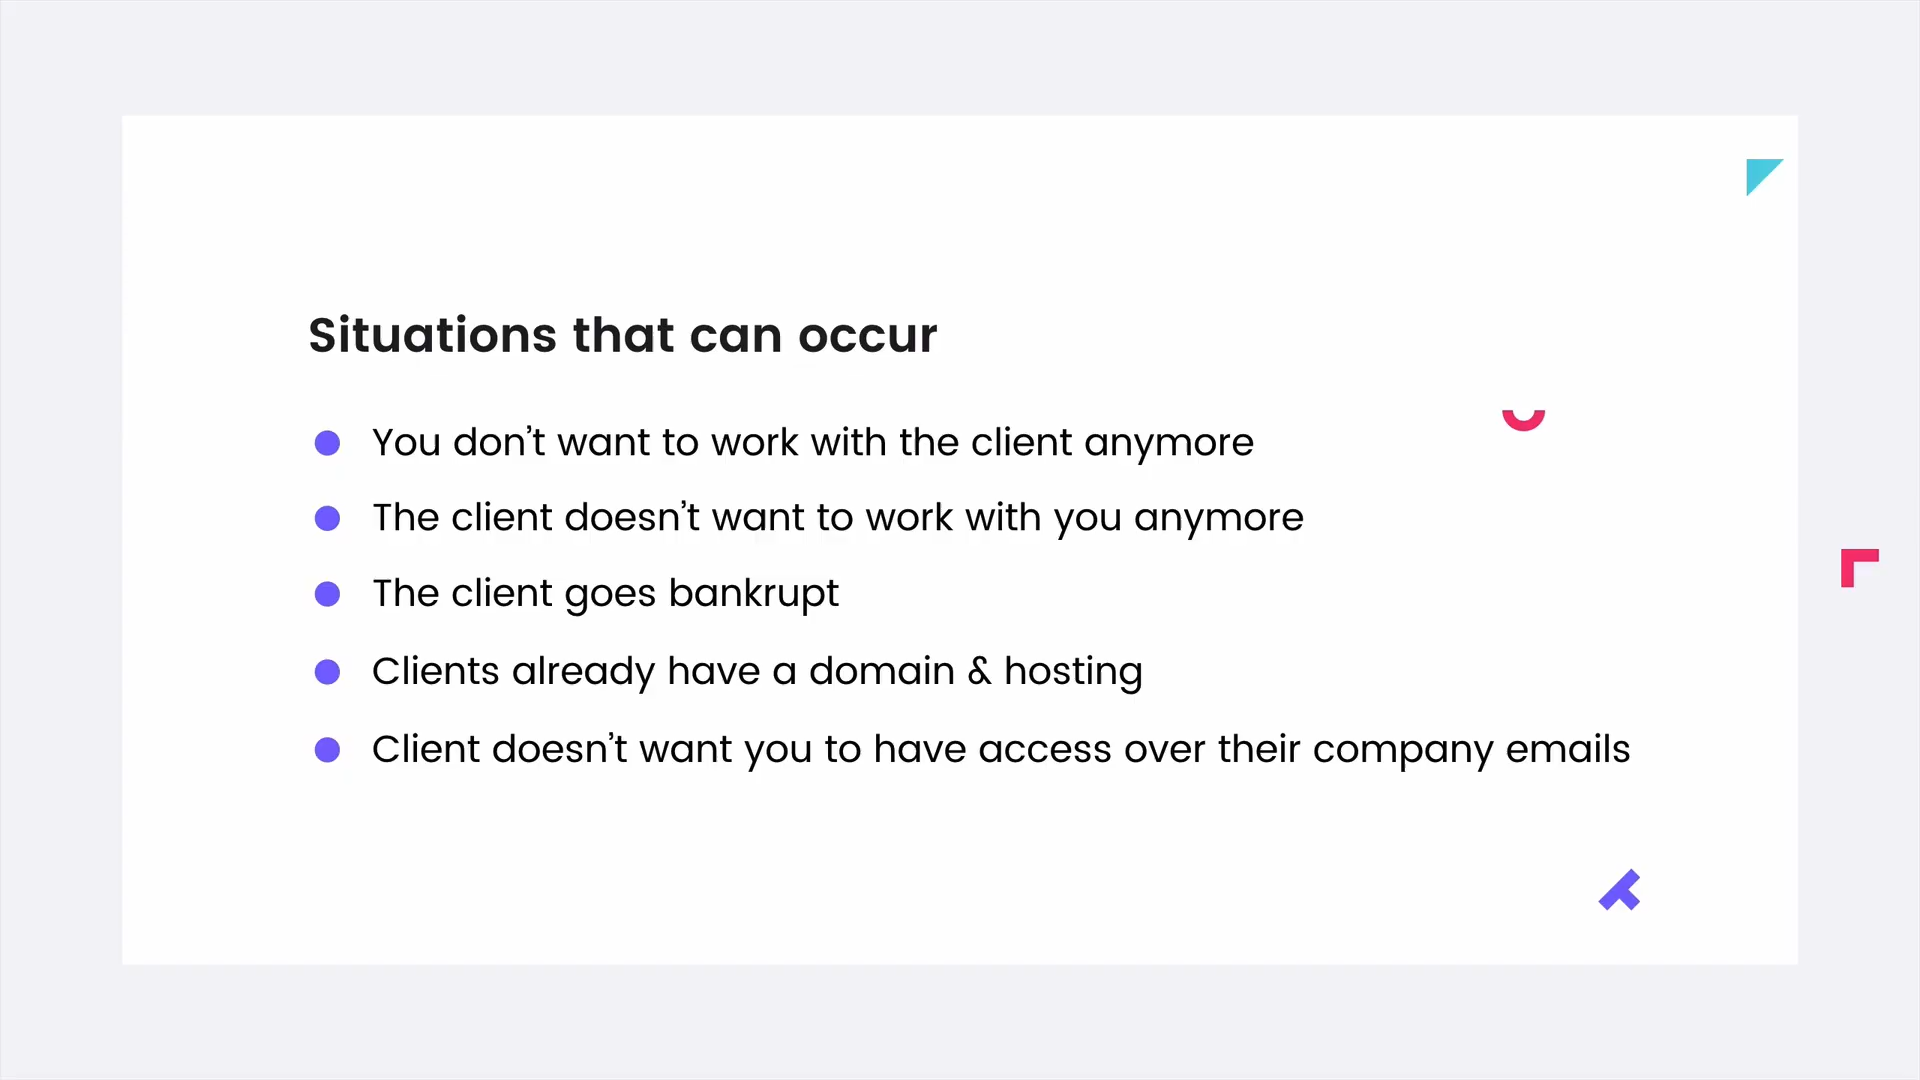 Situations that can occur
You don’t want to work with the client anymore
The client doesn’t want to work with you anymore
The client goes bankrupt
Clients already have a domain & hosting
Client doesn’t want you to have access over their company emails